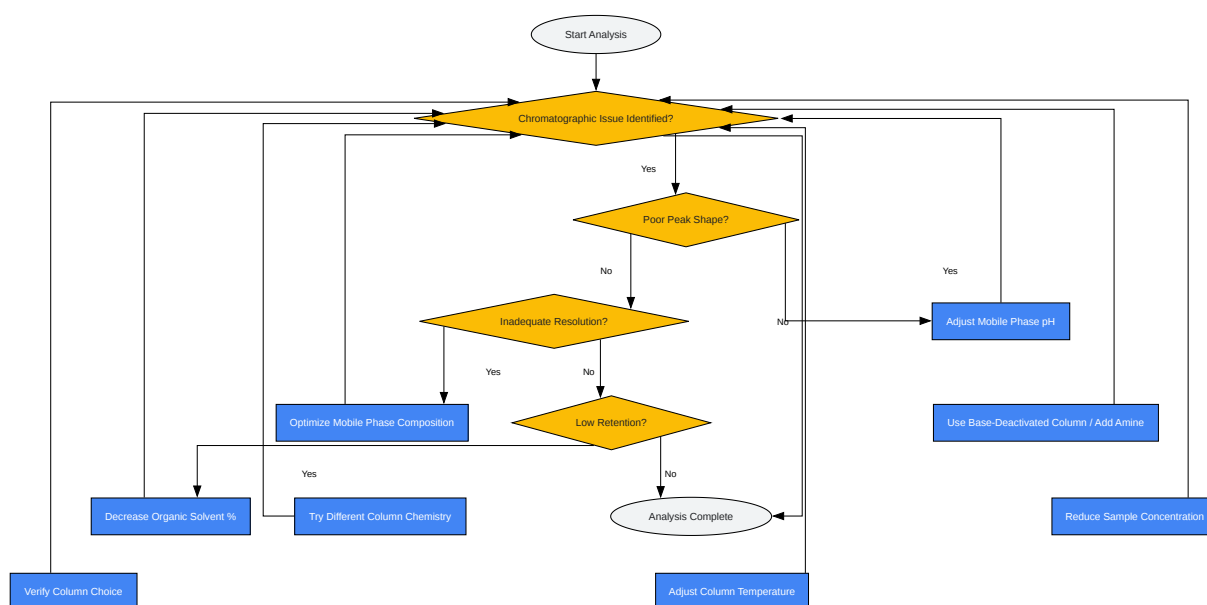 Start Analysis
Chromatographic Issue Identified?
Yes
Poor Peak Shape?
No
Yes
Inadequate Resolution?
No
Adjust Mobile Phase pH
Yes
No
Optimize Mobile Phase Composition
Low Retention?
Use Base-Deactivated Column / Add Amine
Yes
No
Decrease Organic Solvent %
Try Different Column Chemistry
Analysis Complete
Reduce Sample Concentration
Verify Column Choice
Adjust Column Temperature